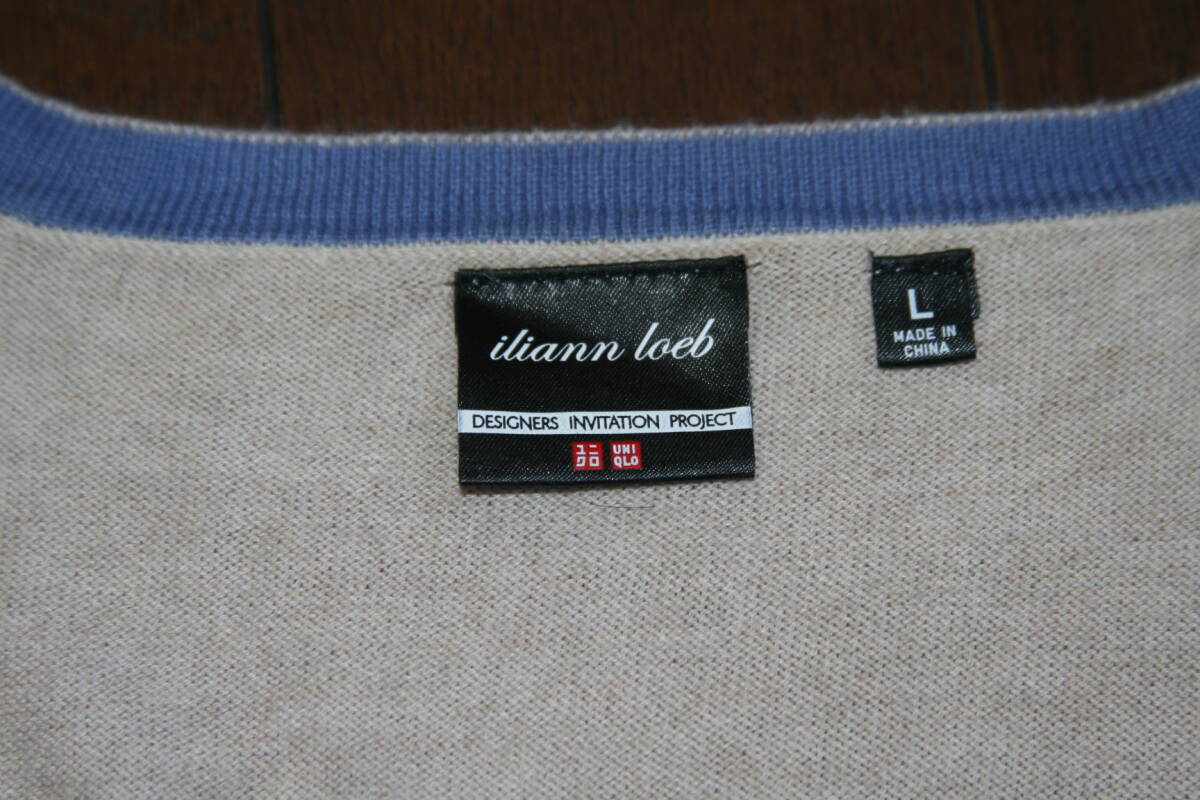 iliann loeb
DESIGNERS INVITATION PROJECT
ユニ
クロ
UNI
QLO
L
MADE IN
CHINA